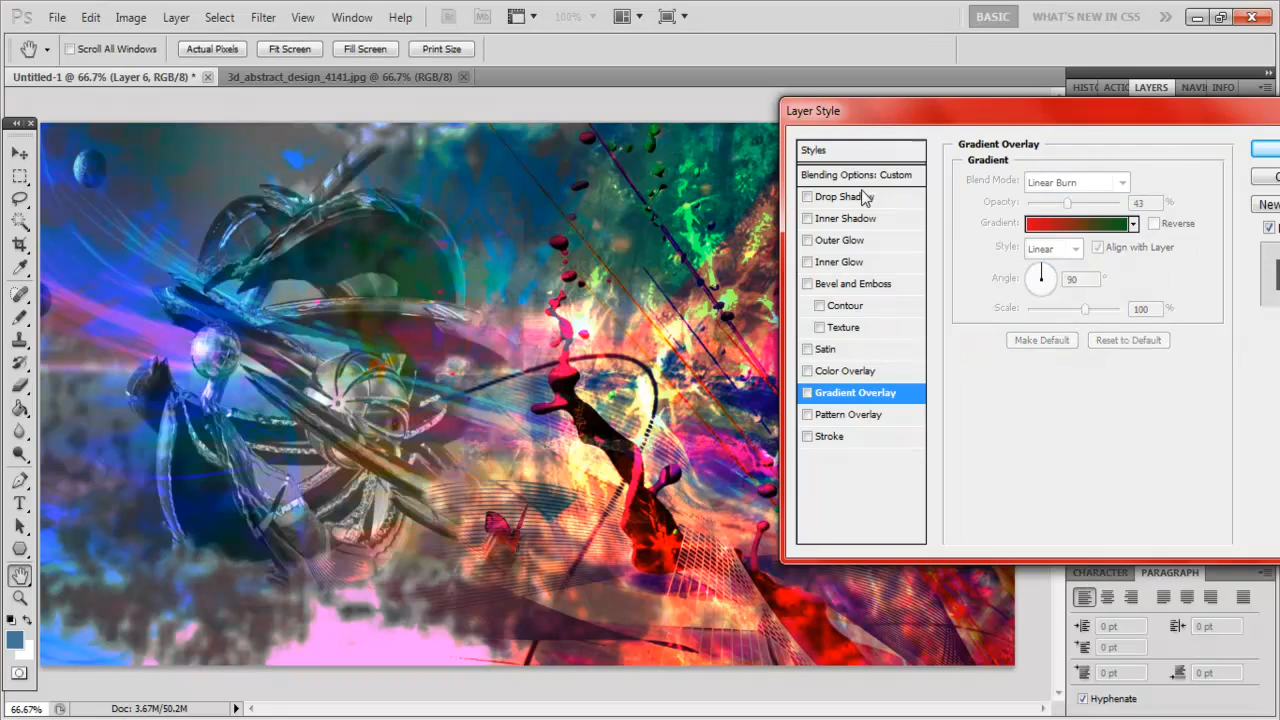 Ps File Edit Image Layer Select Filter View Window Help Br Mb 100% BASIC WHAT'S NEW IN CS5
Scroll All Windows Actual Pixels Fit Screen Fill Screen Print Size
Untitled-1 @ 66.7% (Layer 6, RGB/8) * 3d_abstract_design_4141.jpg @ 66.7% (RGB/8)
HIST ACTIO LAYERS NAVI INFO
Layer Style
Styles
Blending Options: Custom
Drop Shadow
Inner Shadow
Outer Glow
Inner Glow
Bevel and Emboss
Contour
Texture
Satin
Color Overlay
Gradient Overlay
Pattern Overlay
Stroke
Gradient Overlay
Gradient
Blend Mode: Linear Burn
Opacity: 43 %
Gradient: Reverse
Style: Linear Align with Layer
Angle: 90 °
Scale: 100 %
Make Default Reset to Default
C
New
CHARACTER PARAGRAPH
0 pt 0 pt
0 pt
0 pt 0 pt
Hyphenate
66.67% Doc: 3.67M/50.2M